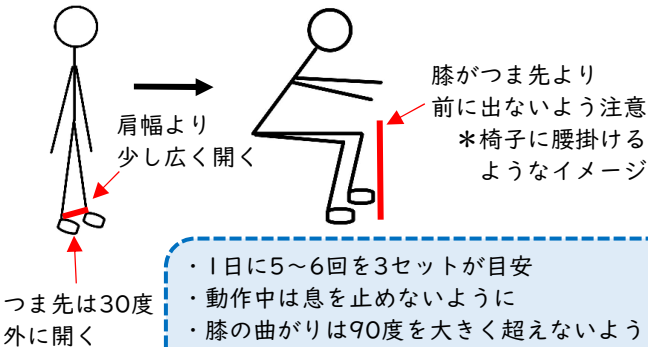 肩幅より
少し広く開く
膝がつま先より
前に出ないよう注意
＊椅子に腰掛ける
ようなイメージ
つま先は30度
外に開く
・1日に5～6回を3セットが目安
・動作中は息を止めないように
・膝の曲がりは90度を大きく超えないよう